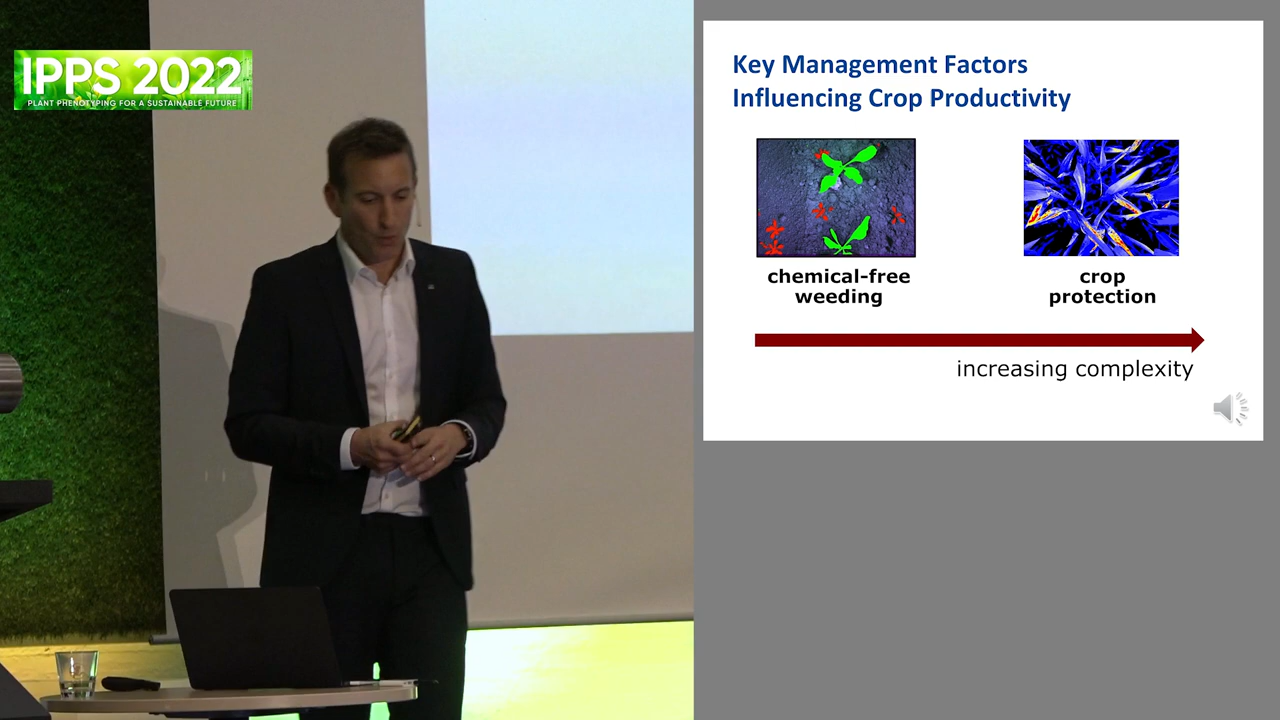 IPPS 2022
PLANT PHENOTYPING FOR A SUSTAINABLE FUTURE
Key Management Factors
Influencing Crop Productivity
chemical-free
weeding
crop
protection
increasing complexity